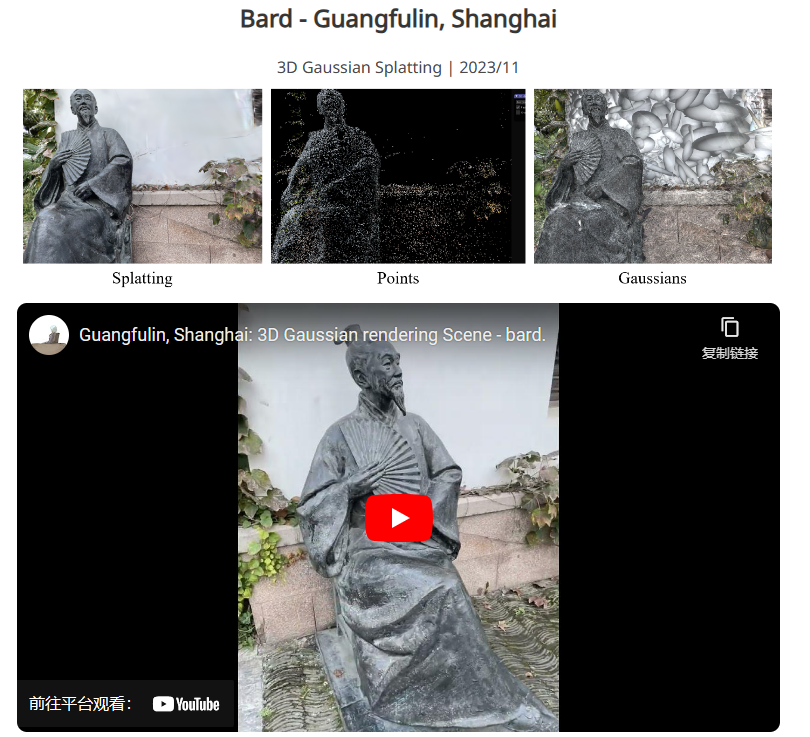 Bard - Guangfulin, Shanghai
3D Gaussian Splatting | 2023/11
Splatting
Points
Gaussians
Guangfulin, Shanghai: 3D Gaussian rendering Scene - bard.
复制链接
前往平台观看：
YouTube